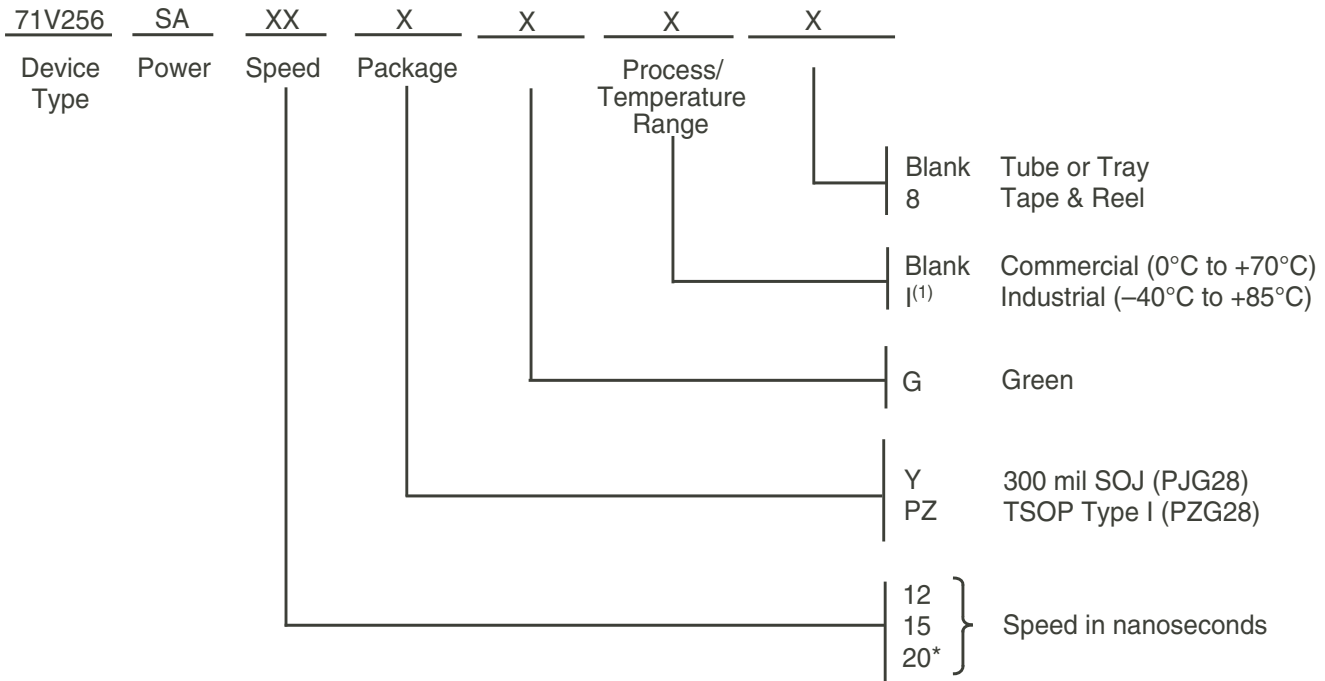 71V256 SA XX X X X X
Device Type Power Speed Package Process/ Temperature Range
Blank Tube or Tray
8 Tape & Reel
Blank Commercial (0°C to +70°C)
I(1) Industrial (–40°C to +85°C)
G Green
Y 300 mil SOJ (PJG28)
PZ TSOP Type I (PZG28)
12
15 Speed in nanoseconds
20*